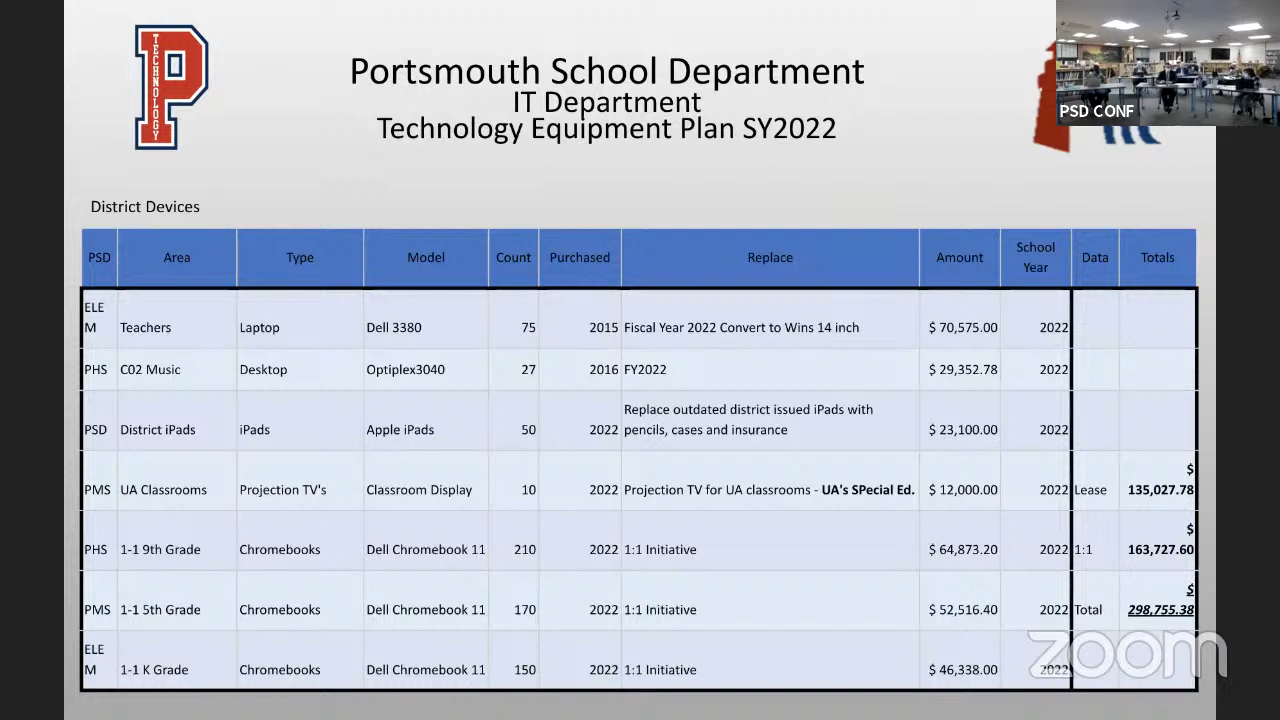 TECHNOLOGY
Portsmouth School Department
IT Department
Technology Equipment Plan SY2022
PSD CONF
District Devices
PSD Area Type Model Count Purchased Replace Amount School Year Data Totals
ELEM Teachers Laptop Dell 3380 75 2015 Fiscal Year 2022 Convert to Wins 14 inch $ 70,575.00 2022
PHS C02 Music Desktop Optiplex3040 27 2016 FY2022 $ 29,352.78 2022
PSD District iPads iPads Apple iPads 50 2022 Replace outdated district issued iPads with pencils, cases and insurance $ 23,100.00 2022
PMS UA Classrooms Projection TV's Classroom Display 10 2022 Projection TV for UA classrooms - UA's SPecial Ed. $ 12,000.00 2022 Lease $ 135,027.78
PHS 1-1 9th Grade Chromebooks Dell Chromebook 11 210 2022 1:1 Initiative $ 64,873.20 2022 1:1 $ 163,727.60
PMS 1-1 5th Grade Chromebooks Dell Chromebook 11 170 2022 1:1 Initiative $ 52,516.40 2022 Total $ 298,755.38
ELEM 1-1 K Grade Chromebooks Dell Chromebook 11 150 2022 1:1 Initiative $ 46,338.00 2022
zoom